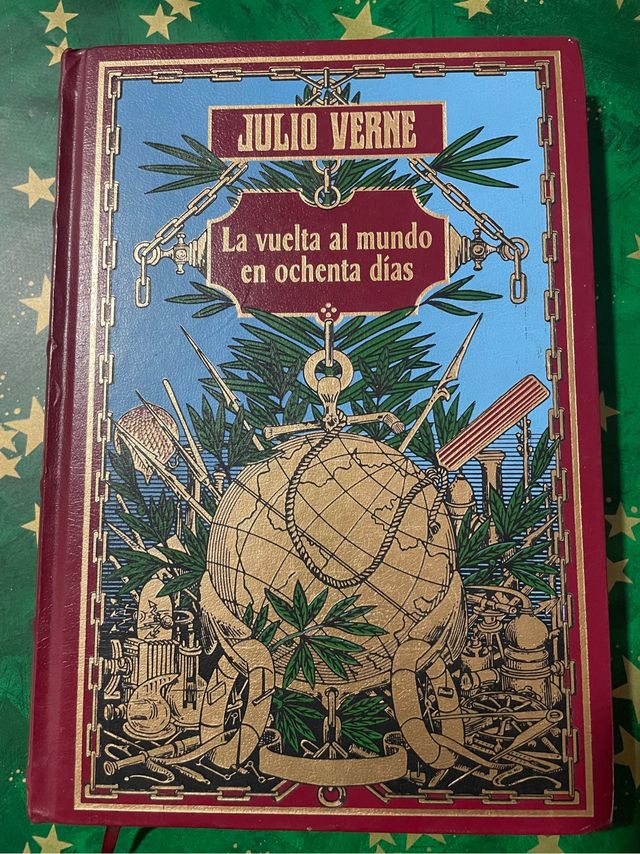 JULIO VERNE
La vuelta al mundo
en ochenta días